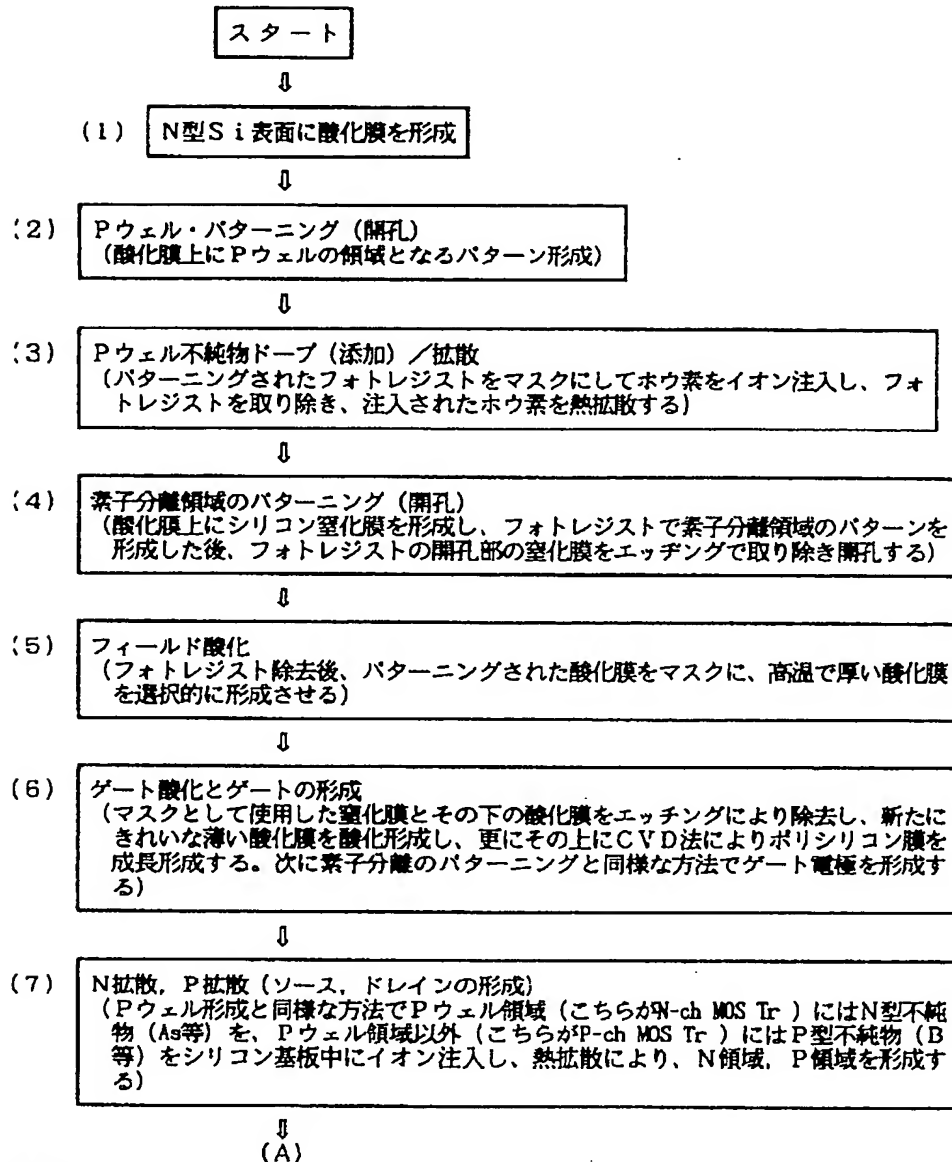 スタート
⇩
(1) N型Si表面に酸化膜を形成
⇩
(2) Pウェル・パターニング(開孔)
(酸化膜上にPウェルの領域となるパターン形成)
⇩
(3) Pウェル不純物ドープ(添加)/拡散
(パターニングされたフォトレジストをマスクにしてホウ素をイオン注入し、フォ
トレジストを取り除き、注入されたホウ素を熱拡散する)
⇩
(4)素子分離領域のパターニング(開孔)
(酸化膜上にシリコン窒化膜を形成し、フォトレジストで素子分離領域のパターンを
形成した後、フォトレジストの開孔部の窒化膜をエッヂングで取り除き開孔する)
⇩
(5) フィールド酸化
(フォトレジスト除去後、パターニングされた酸化膜をマスクに、高温で厚い酸化膜
を選択的に形成させる)
⇩
(6) ゲート酸化とゲートの形成
(マスクとして使用した窒化膜とその下の酸化膜をエッチングにより除去し、新たに
きれいな薄い酸化膜を酸化形成し、更にその上にCVD法によりポリシリコン膜を
成長形成する。次に素子分離のパターニングと同様な方法でゲート電極を形成す
る)
⇩
(7) N拡散, P拡散(ソース, ドレインの形成)
(Pウェル形成と同様な方法でPウェル領域(こちらがN-ch MOS Tr )にはN型不純
物(As等)を、Pウェル領域以外(こちらがP-ch MOS Tr )にはP型不純物(B
等)をシリコン基板中にイオン注入し、熱拡散により、N領域, P領域を形成す
る)
⇩
(A)